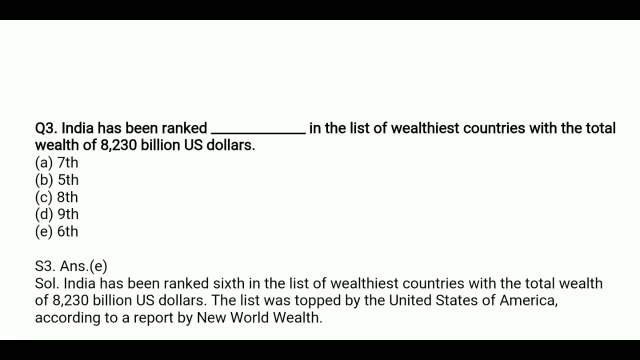 Q3. India has been ranked ______________ in the list of wealthiest countries with the total
wealth of 8,230 billion US dollars.
(a) 7th
(b) 5th
(c) 8th
(d) 9th
(e) 6th
S3. Ans.(e)
Sol. India has been ranked sixth in the list of wealthiest countries with the total wealth
of 8,230 billion US dollars. The list was topped by the United States of America,
according to a report by New World Wealth.